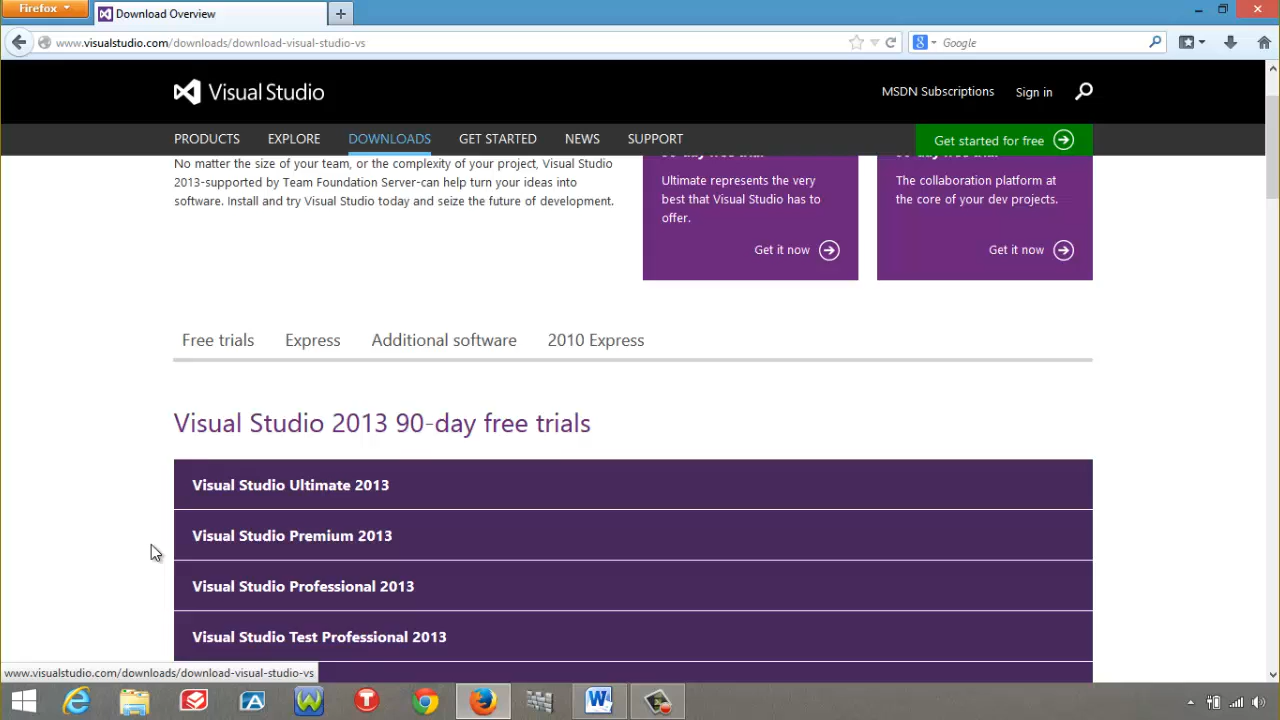 Firefox
Download Overview
www.visualstudio.com/downloads/download-visual-studio-vs
Google
Visual Studio
MSDN Subscriptions
Sign in
PRODUCTS
EXPLORE
DOWNLOADS
GET STARTED
NEWS
SUPPORT
Get started for free
No matter the size of your team, or the complexity of your project, Visual Studio
2013-supported by Team Foundation Server-can help turn your ideas into
software. Install and try Visual Studio today and seize the future of development.
Ultimate represents the very
best that Visual Studio has to
offer.
Get it now
The collaboration platform at
the core of your dev projects.
Get it now
Free trials
Express
Additional software
2010 Express
Visual Studio 2013 90-day free trials
Visual Studio Ultimate 2013
Visual Studio Premium 2013
Visual Studio Professional 2013
Visual Studio Test Professional 2013
www.visualstudio.com/downloads/download-visual-studio-vs